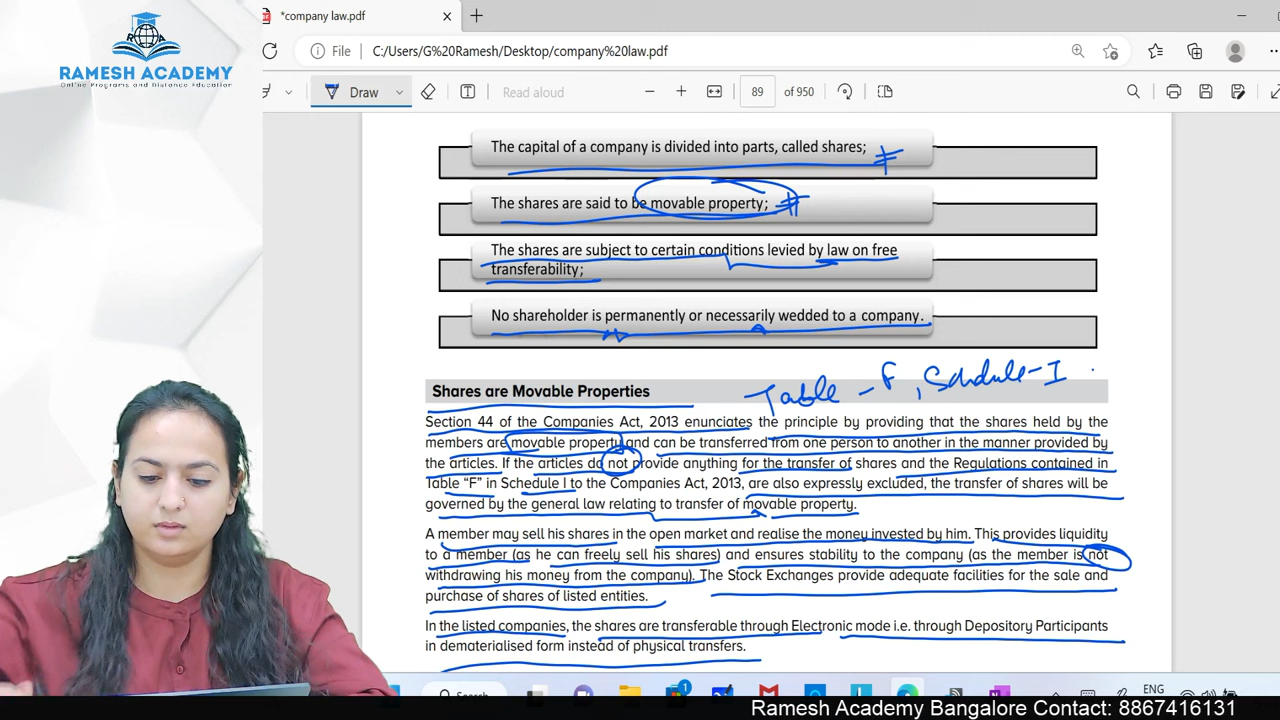 *company law.pdf
RAMESH ACADEMY
Online Programs and Distance Education
File C:/Users/G%20Ramesh/Desktop/company%20law.pdf
Draw Read aloud 89 of 950
The capital of a company is divided into parts, called shares;
The shares are said to be movable property;
The shares are subject to certain conditions levied by law on free
transferability;
No shareholder is permanently or necessarily wedded to a company.
Table - F, Schdule-I
Shares are Movable Properties
Section 44 of the Companies Act, 2013 enunciates the principle by providing that the shares held by the
members are movable property and can be transferred from one person to another in the manner provided by
the articles. If the articles do not provide anything for the transfer of shares and the Regulations contained in
Table “F” in Schedule I to the Companies Act, 2013, are also expressly excluded, the transfer of shares will be
governed by the general law relating to transfer of movable property.
A member may sell his shares in the open market and realise the money invested by him. This provides liquidity
to a member (as he can freely sell his shares) and ensures stability to the company (as the member is not
withdrawing his money from the company). The Stock Exchanges provide adequate facilities for the sale and
purchase of shares of listed entities.
In the listed companies, the shares are transferable through Electronic mode i.e. through Depository Participants
in dematerialised form instead of physical transfers.
Search 1 ENG
Ramesh Academy Bangalore Contact: 8867416131